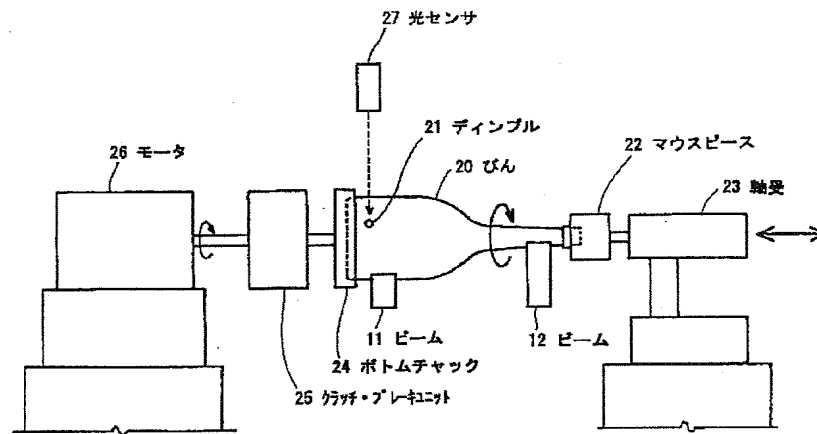 27 光センサ
21 ディンプル
22 マウスピース
26 モータ
20 びん
23 軸受
11 ビーム
12 ビーム
24 ボトムチャック
25 クラッチ・ブレーキユニット